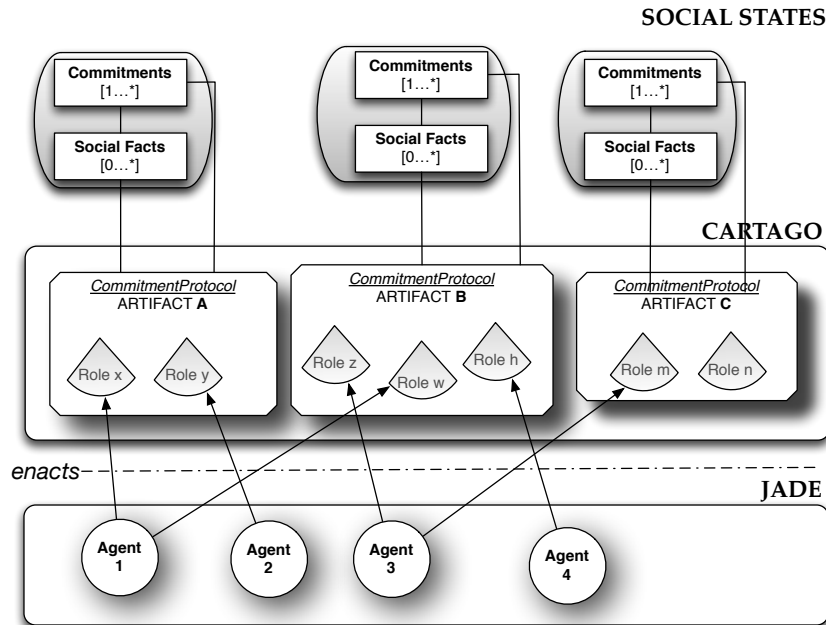 SOCIAL STATES
Commitments
[1...*]
Social Facts
[0...*]
Commitments
[1...*]
Social Facts
[0...*]
Commitments
[1...*]
Social Facts
[0...*]
CARTAGO
CommitmentProtocol
ARTIFACT A
Role x
Role y
CommitmentProtocol
ARTIFACT B
Role z
Role w
Role h
CommitmentProtocol
ARTIFACT C
Role m
Role n
enacts
JADE
Agent
1
Agent
2
Agent
3
Agent
4